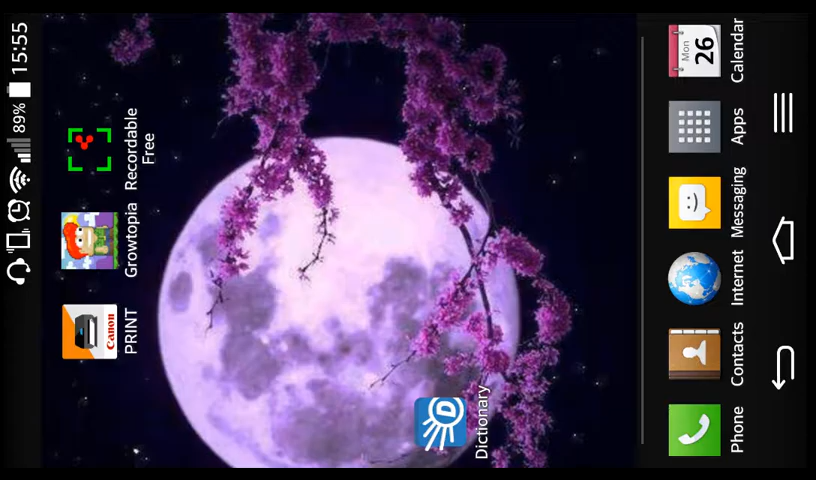 89% 15:55
Canon
PRINT
Growtopia
Recordable
Free
D
Dictionary
Phone
Contacts
Internet
Messaging
Apps
Mon
26
Calendar